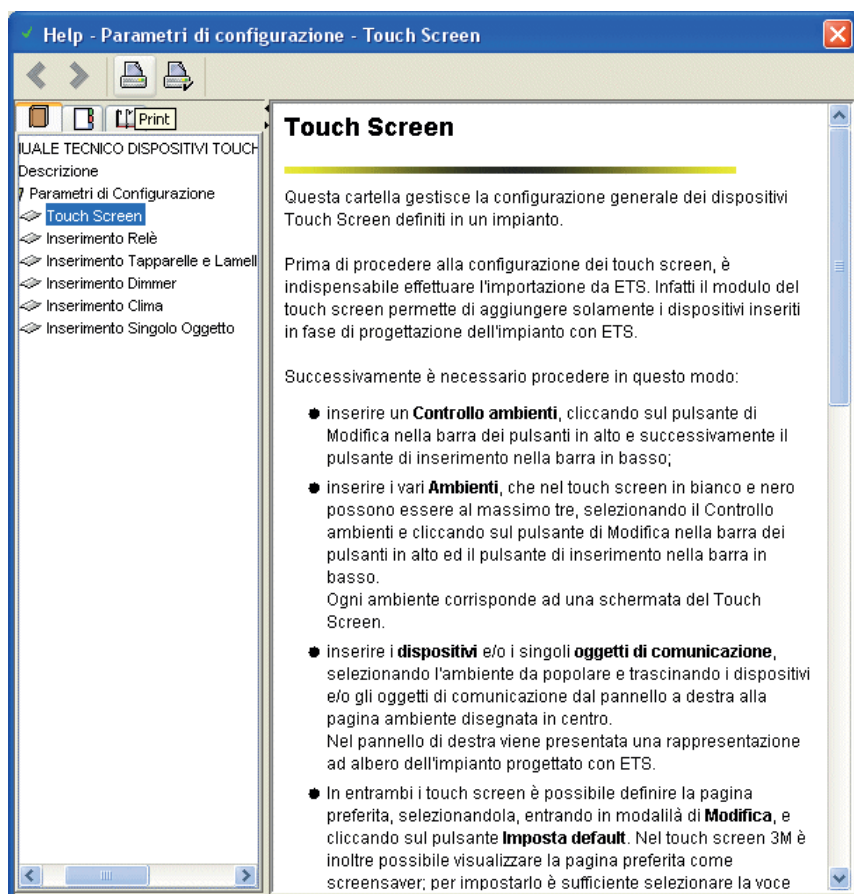 Help - Parametri di configurazione - Touch Screen
Print
UALE TECNICO DISPOSITIVI TOUCH
Descrizione
Parametri di Configurazione
Touch Screen
Inserimento Relè
Inserimento Tapparelle e Lamell
Inserimento Dimmer
Inserimento Clima
Inserimento Singolo Oggetto
Touch Screen
Questa cartella gestisce la configurazione generale dei dispositivi
Touch Screen definiti in un impianto.
Prima di procedere alla configurazione dei touch screen, è
indispensabile effettuare l'importazione da ETS. Infatti il modulo del
touch screen permette di aggiungere solamente i dispositivi inseriti
in fase di progettazione dell'impianto con ETS.
Successivamente è necessario procedere in questo modo:
● inserire un Controllo ambienti, cliccando sul pulsante di
Modifica nella barra dei pulsanti in alto e successivamente il
pulsante di inserimento nella barra in basso;
● inserire i vari Ambienti, che nel touch screen in bianco e nero
possono essere al massimo tre, selezionando il Controllo
ambienti e cliccando sul pulsante di Modifica nella barra dei
pulsanti in alto ed il pulsante di inserimento nella barra in
basso.
Ogni ambiente corrisponde ad una schermata del Touch
Screen.
● inserire i dispositivi e/o i singoli oggetti di comunicazione,
selezionando l'ambiente da popolare e trascinando i dispositivi
e/o gli oggetti di comunicazione dal pannello a destra alla
pagina ambiente disegnata in centro.
Nel pannello di destra viene presentata una rappresentazione
ad albero dell'impianto progettato con ETS.
● In entrambi i touch screen è possibile definire la pagina
preferita, selezionandola, entrando in modalilà di Modifica, e
cliccando sul pulsante Imposta default. Nel touch screen 3M è
inoltre possibile visualizzare la pagina preferita come
screensaver; per impostarlo è sufficiente selezionare la voce